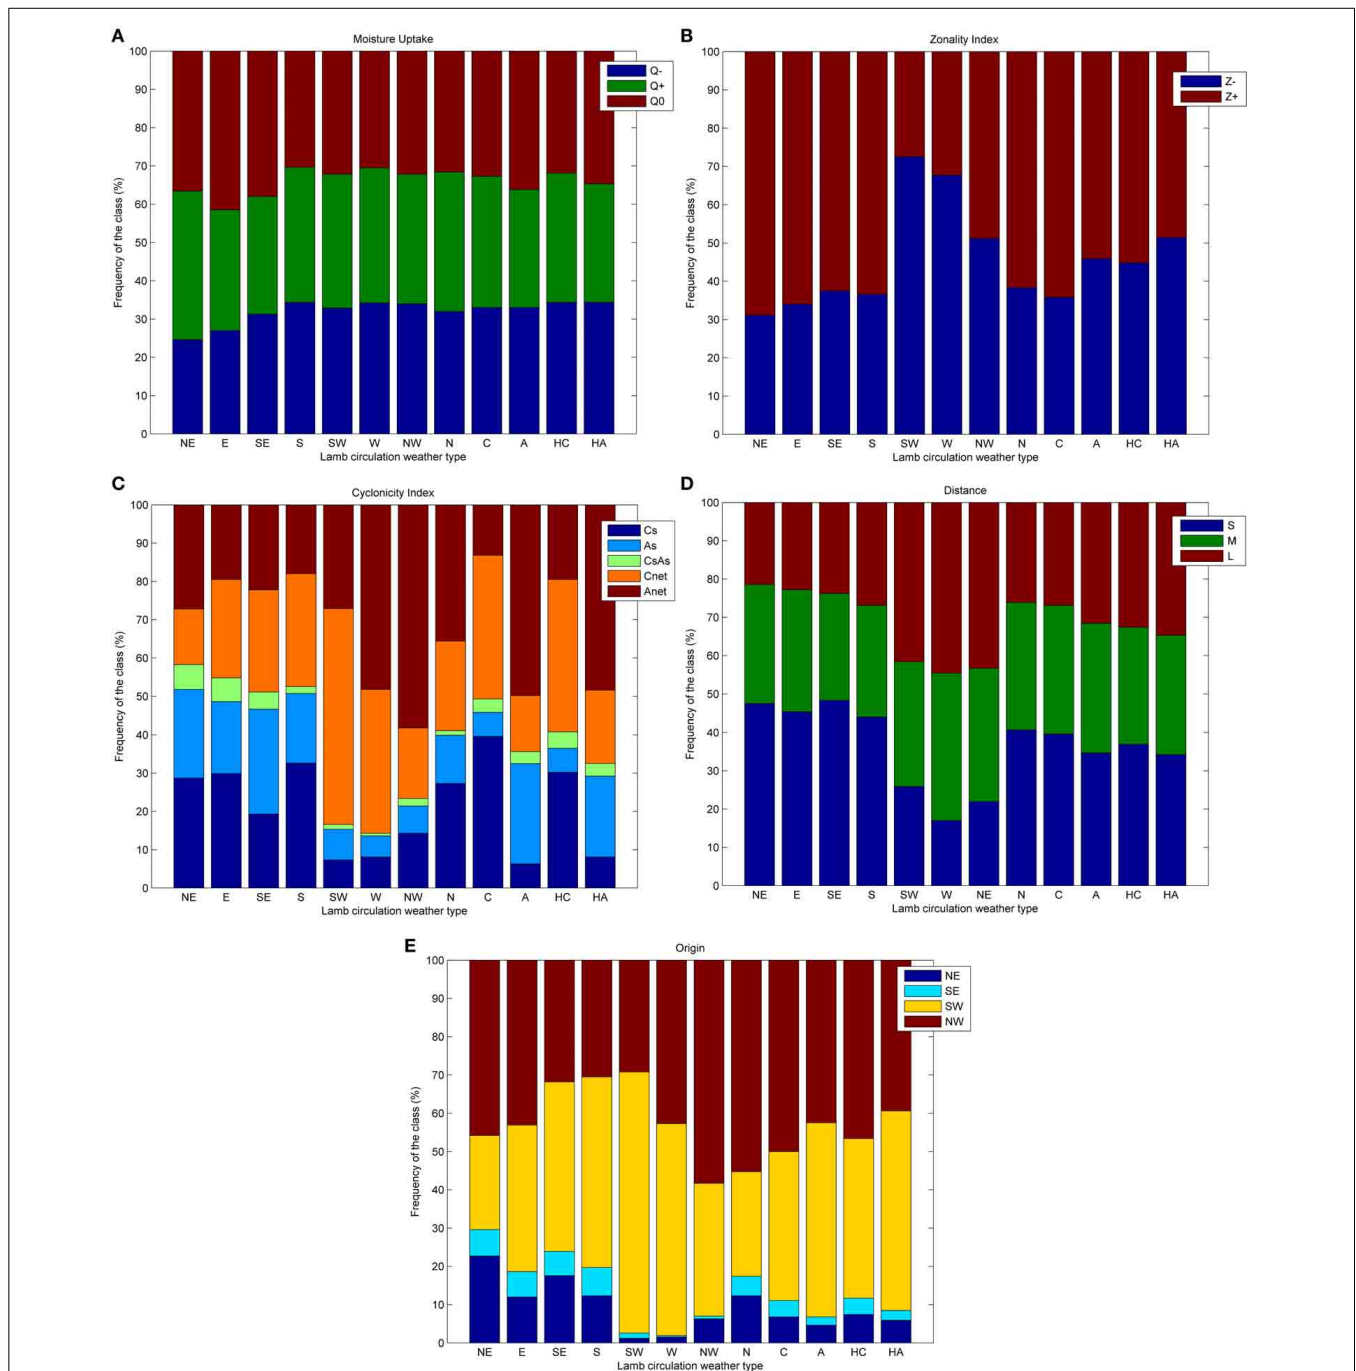 A
Moisture Uptake
Frequency of the class (%)
100
90
80
70
60
50
40
30
20
10
0
NE E SE S SW W NW N C A HC HA
Lamb circulation weather type
Q-
Q+
Q0
B
Zonality Index
Frequency of the class (%)
100
90
80
70
60
50
40
30
20
10
0
NE E SE S SW W NW N C A HC HA
Lamb circulation weather type
Z-
Z+
C
Cyclonicity Index
Frequency of the class (%)
100
90
80
70
60
50
40
30
20
10
0
NE E SE S SW W NW N C A HC HA
Lamb circulation weather type
Cs
As
CsAs
Cnet
Anet
D
Distance
Frequency of the class (%)
100
90
80
70
60
50
40
30
20
10
0
NE E SE S SW W NE N C A HC HA
Lamb circulation weather type
S
M
L
E
Origin
Frequency of the class (%)
100
90
80
70
60
50
40
30
20
10
0
NE E SE S SW W NW N C A HC HA
Lamb circulation weather type
NE
SE
SW
NW